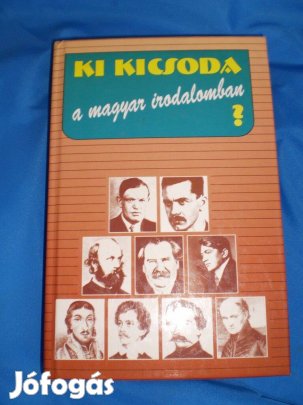 KI KICSODA
a magyar irodalomban
?
Jófogás